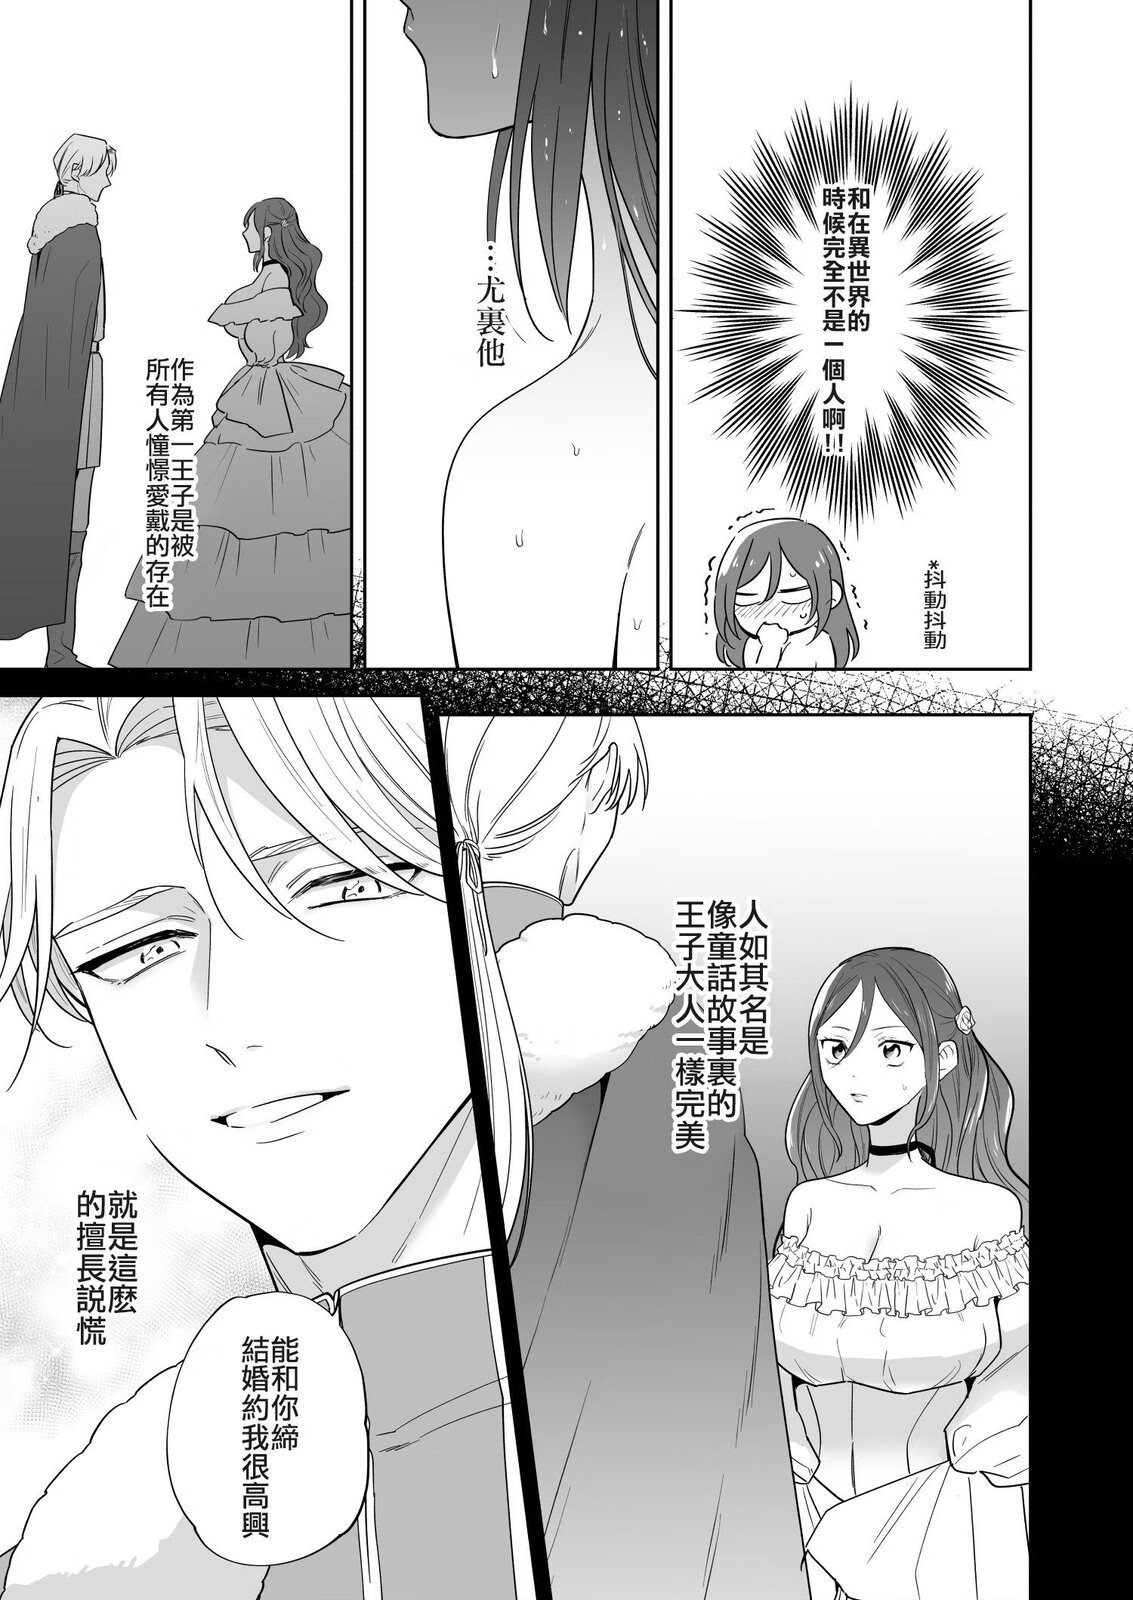 和在異世界的
時候完全不是一個人啊!!
*抖動抖動
…尤裏他
作為第一王子是被
所有人憧憬愛戴的存在
人如其名是
像童話故事裏的
王子大人一樣完美
能和你締
結婚約我很高興
就是這麽
的擅長説慌